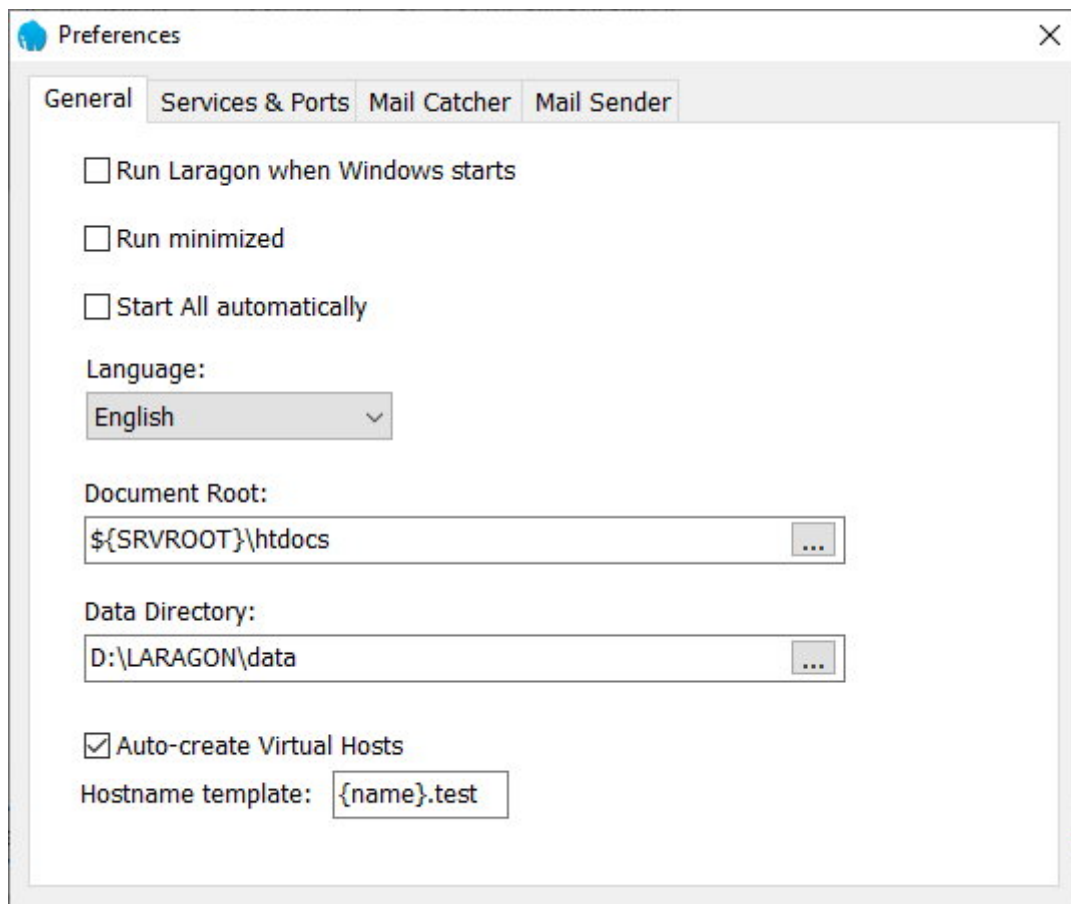 Preferences
General Services & Ports Mail Catcher Mail Sender
Run Laragon when Windows starts
Run minimized
Start All automatically
Language:
English
Document Root:
${SRVROOT}\htdocs
...
Data Directory:
D:\LARAGON\data
...
Auto-create Virtual Hosts
Hostname template: {name}.test